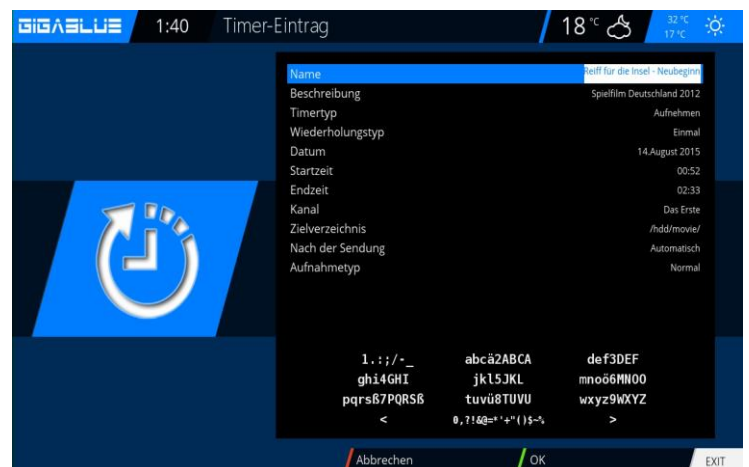 GIGABLUE 1:40 Timer-Eintrag 18 °C 32 °C
17 °C
Name Reiff für die Insel - Neubeginn
Beschreibung Spielfilm Deutschland 2012
Timertyp Aufnehmen
Wiederholungstyp Einmal
Datum 14.August 2015
Startzeit 00:52
Endzeit 02:33
Kanal Das Erste
Zielverzeichnis /hdd/movie/
Nach der Sendung Automatisch
Aufnahmetyp Normal
1.:;/-_ abcä2ABCA def3DEF
ghi4GHI jkl5JKL mnoö6MNOO
pqrsß7PQRSß tuvü8TUVU wxyz9WXYZ
< 0,?!&@=*'+"()$~% >
Abbrechen OK EXIT